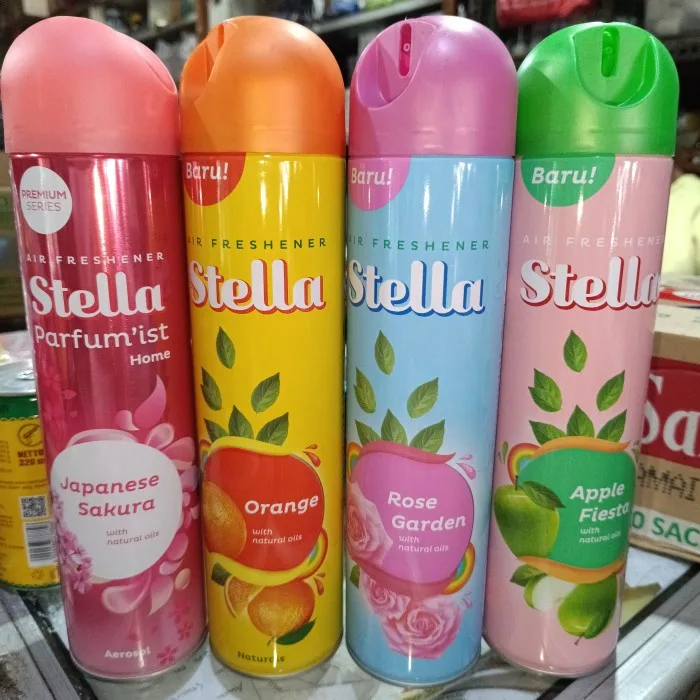 PREMIUM
SERIES
AIR FRESHENER
Stella
Parfum'ist
Home
Japanese
Sakura
with
natural oils
Aerosol
Baru!
AIR FRESHENER
Stella
Orange
with
natural oils
Naturals
Baru!
AIR FRESHENER
Stella
Rose
Garden
with
natural oils
Baru!
AIR FRESHENER
Stella
Apple
Fiesta
with
natural oils
NETTO